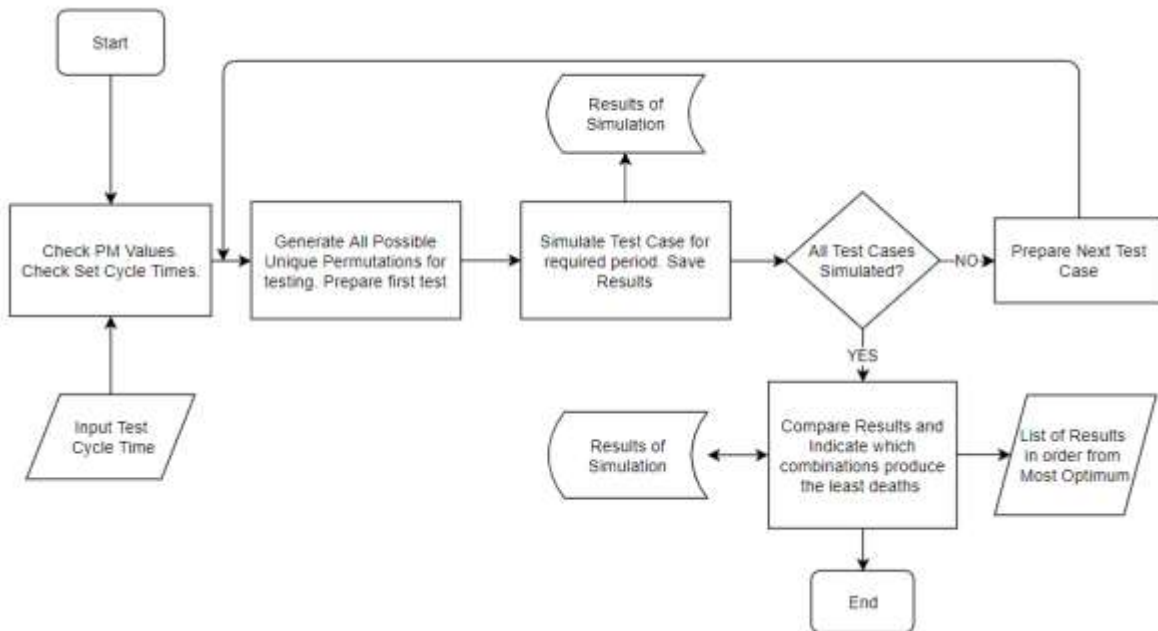 Start
Results of
Simulation
Check PM Values.
Check Set Cycle Times.
Generate All Possible
Unique Permutations for
testing. Prepare first test
Simulate Test Case for
required period. Save
Results
All Test Cases
Simulated?
NO
Prepare Next Test
Case
YES
Input Test
Cycle Time
Results of
Simulation
Compare Results and
Indicate which
combinations produce
the least deaths
List of Results
in order from
Most Optimum
End